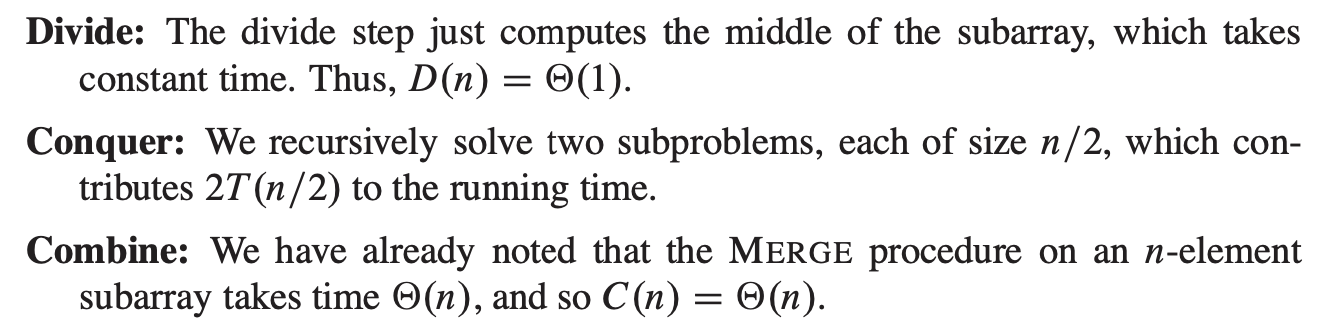 Divide: The divide step just computes the middle of the subarray, which takes
constant time. Thus, D(n) = Θ(1).
Conquer: We recursively solve two subproblems, each of size n/2, which con-
tributes 2T(n/2) to the running time.
Combine: We have already noted that the MERGE procedure on an n-element
subarray takes time Θ(n), and so C(n) = Θ(n).